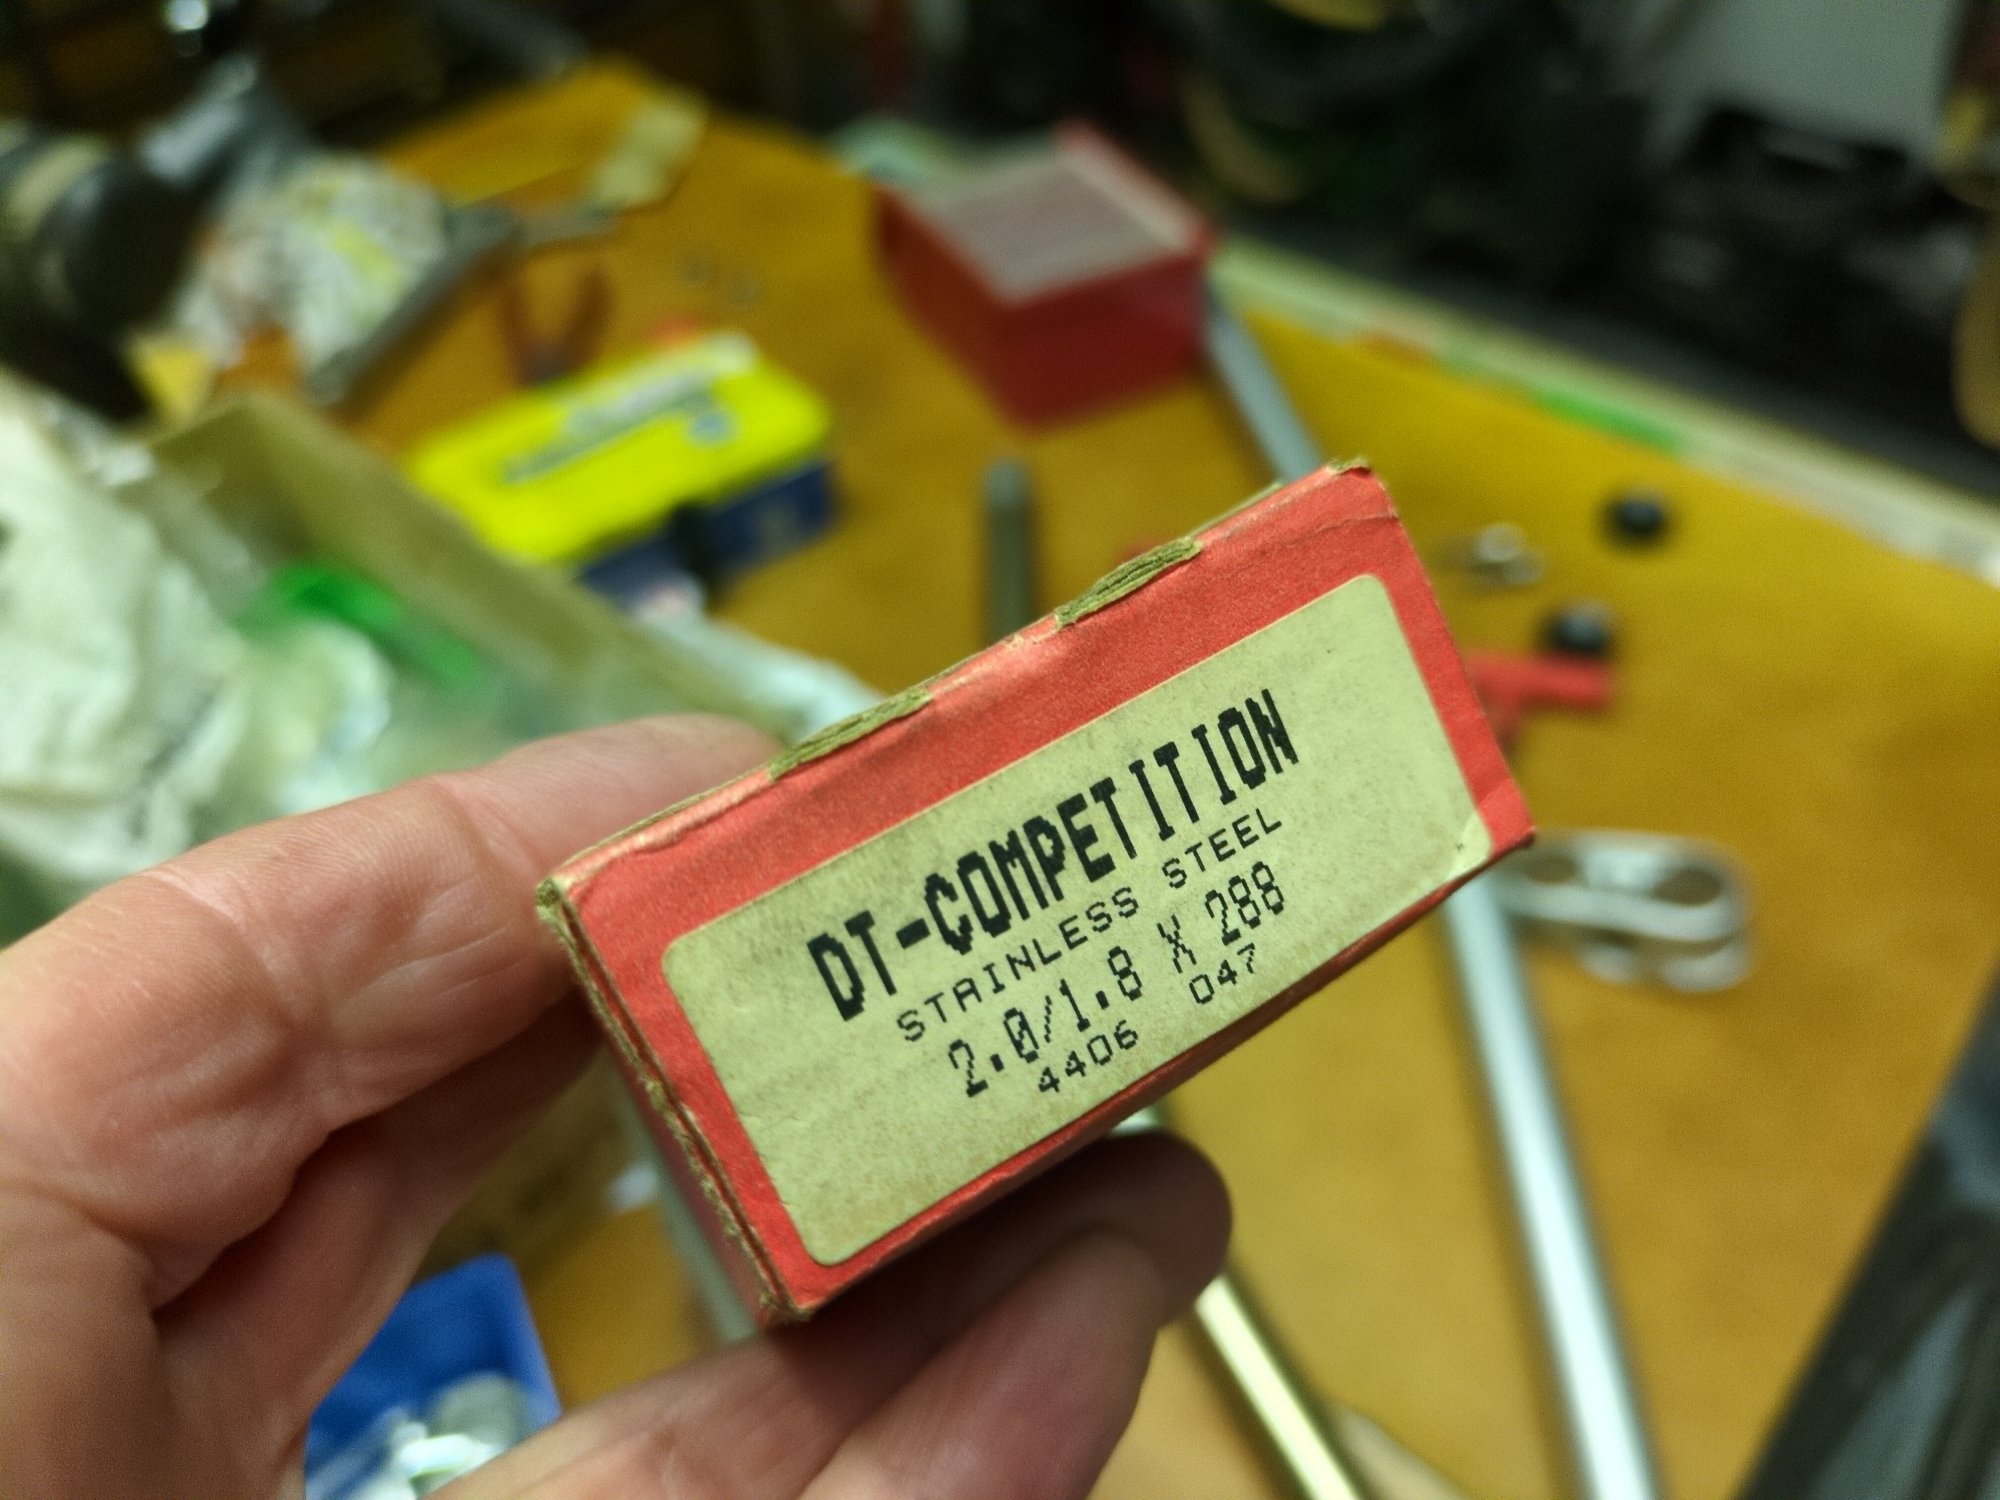 DT-COMPETITION
STAINLESS STEEL
2.0/1.8 X 288
4406 047